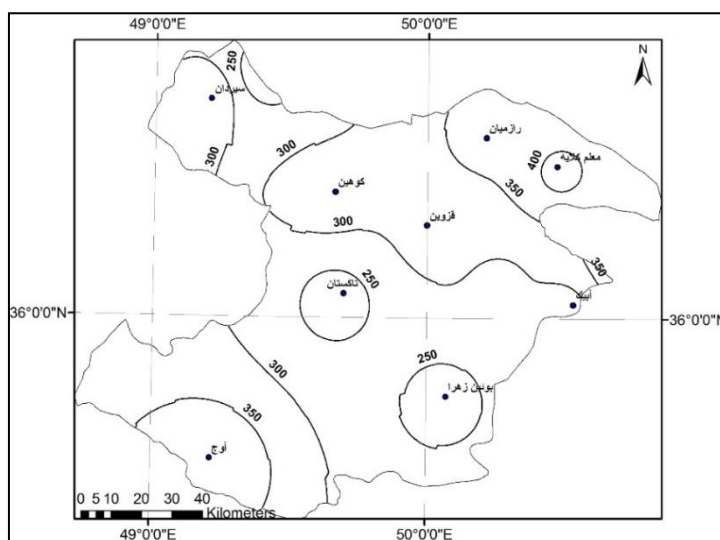 49°0'0"E
50°0'0"E
N
250
سیردان
رازمیان
معلم کلایه
400
300
300
350
کوهین
300
قزوین
350
250
تاکستان
آبیک
36°0'0"N
36°0'0"N
300
250
بوئین زهرا
350
آوج
0 5 10 20 30 40
Kilometers
49°0'0"E
50°0'0"E